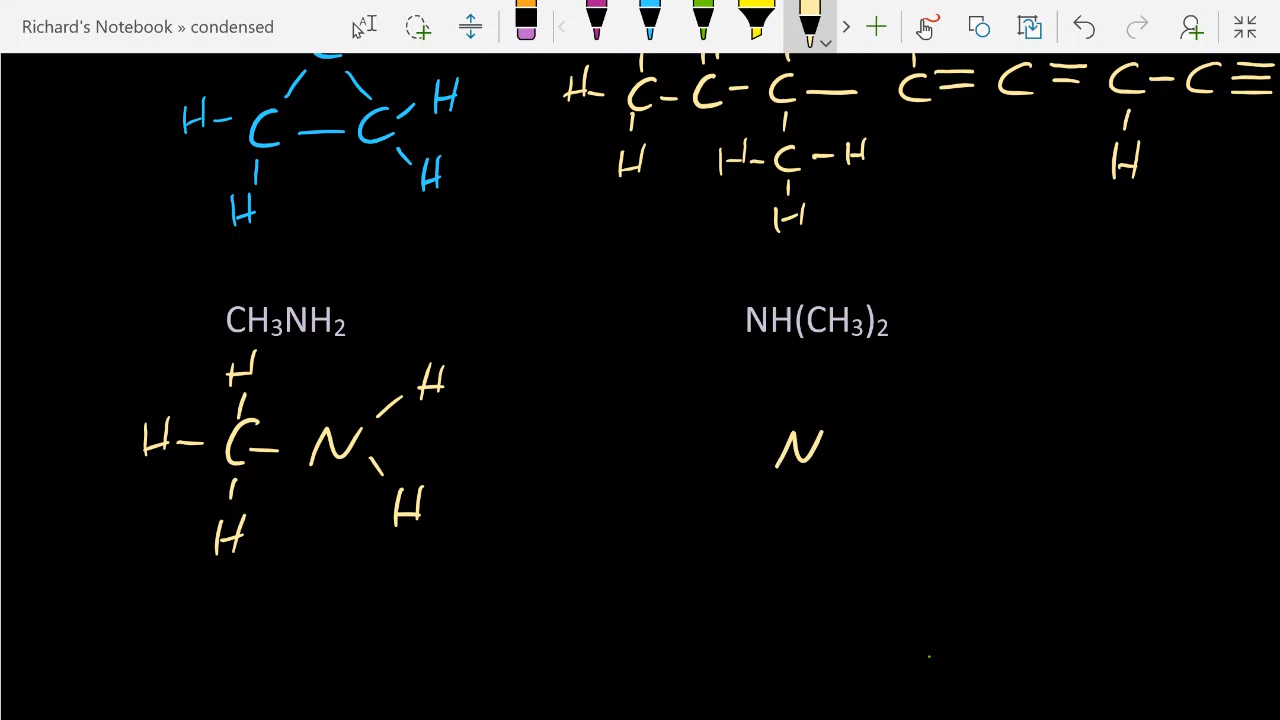 Richard's Notebook » condensed
C
H C C H
H H
H C C C C C C C
H H C H H
H
CH₃NH₂ NH(CH₃)₂
H H
H C N N
H H